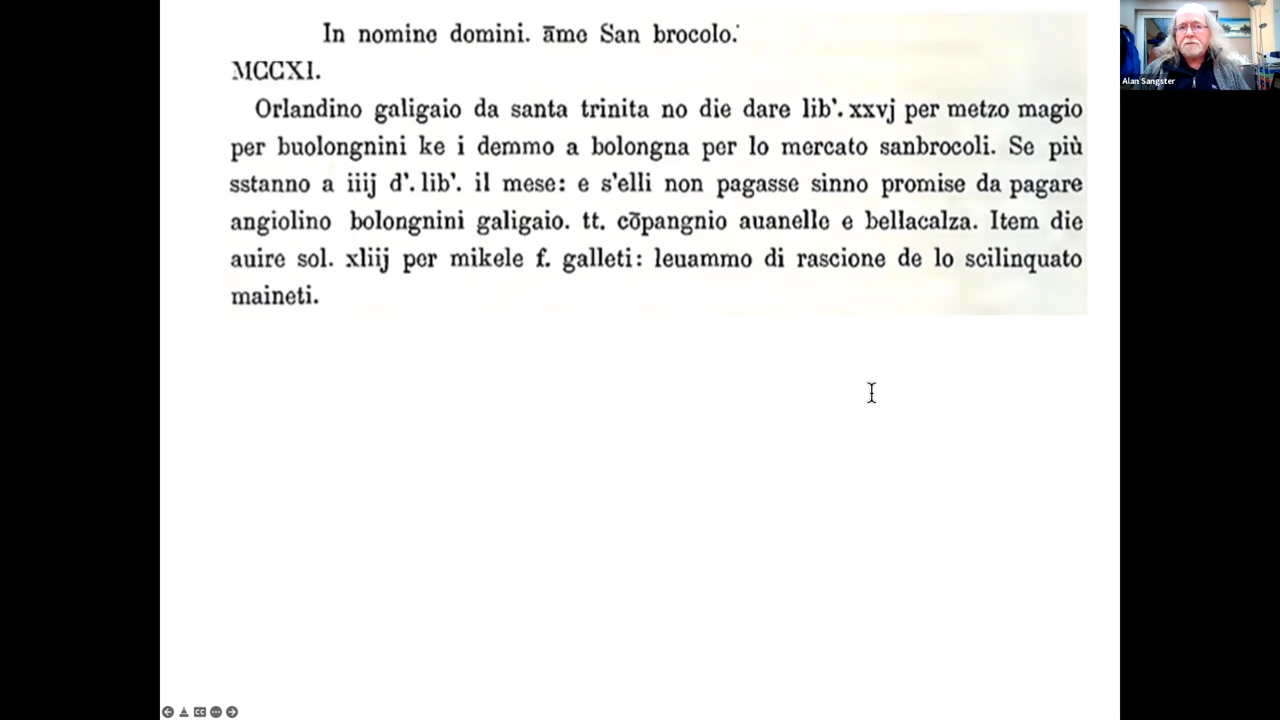 In nomine domini. āme San brocolo.
MCCXI.
Orlandino galigaio da santa trinita no die dare lib'. xxvj per metzo magio
per buolongnini ke i demmo a bolongna per lo mercato sanbrocoli. Se più
sstanno a iiij d'. lib'. il mese: e s'elli non pagasse sinno promise da pagare
angiolino bolongnini galigaio. tt. cōpangnio auanelle e bellacalza. Item die
auire sol. xliij per mikele f. galleti: leuammo di rascione de lo scilinquato
maineti.
Alan Sangster
CC